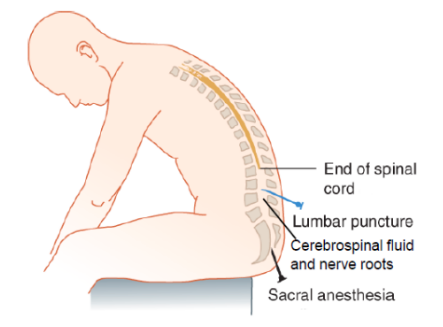 End of spinal
cord
Lumbar puncture
Cerebrospinal fluid
and nerve roots
Sacral anesthesia